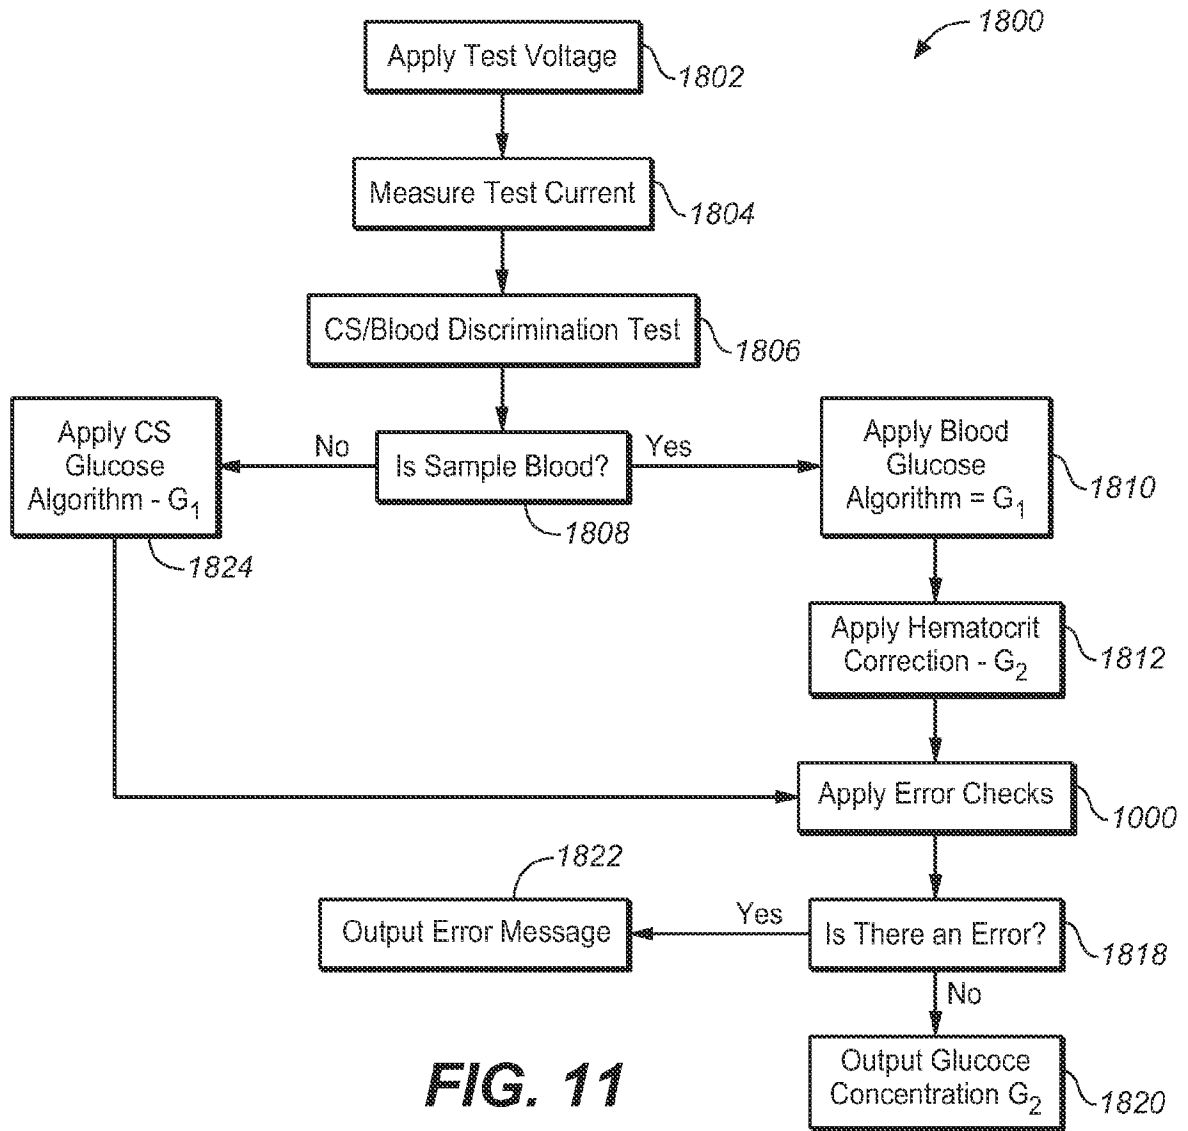 1800
Apply Test Voltage
1802
Measure Test Current
1804
CS/Blood Discrimination Test
1806
Is Sample Blood?
1808
No
Yes
Apply CS
Glucose
Algorithm - G1
1824
Apply Blood
Glucose
Algorithm = G1
1810
Apply Hematocrit
Correction - G2
1812
Apply Error Checks
1000
Is There an Error?
1818
Yes
1822
Output Error Message
No
Output Glucoce
Concentration G2
1820
FIG. 11